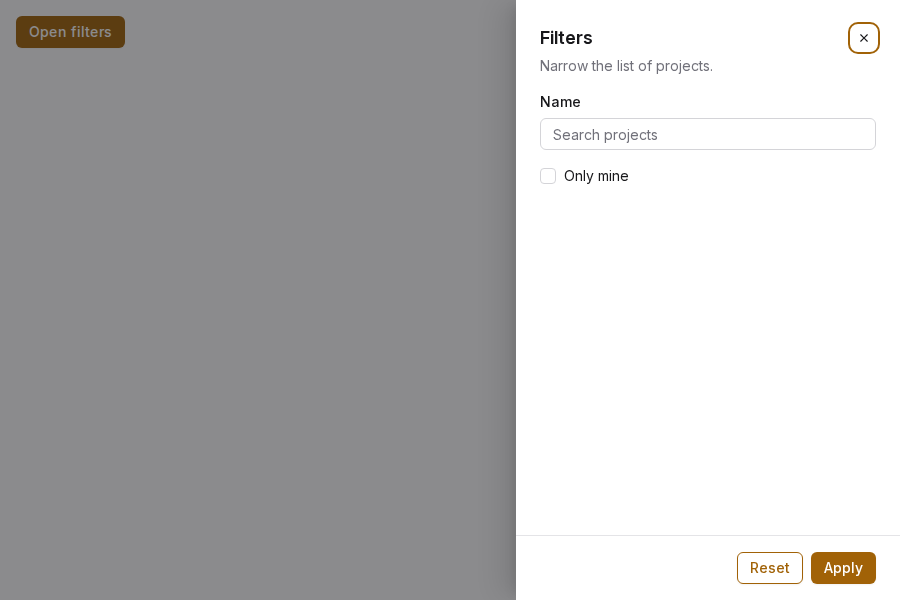 Open filters
Filters
Narrow the list of projects.
Name
Search projects
Only mine
Reset
Apply